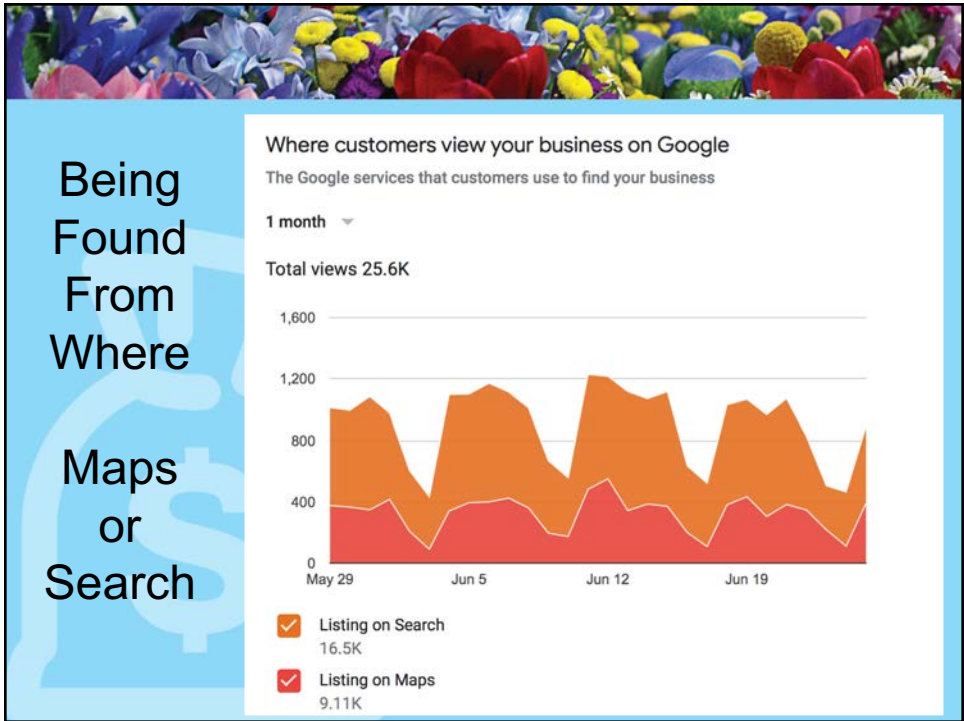 Being
Found
From
Where
Maps
or
Search
Where customers view your business on Google
The Google services that customers use to find your business
1 month
Total views 25.6K
1,600
1,200
800
400
0
May 29 Jun 5 Jun 12 Jun 19
Listing on Search
16.5K
Listing on Maps
9.11K
$